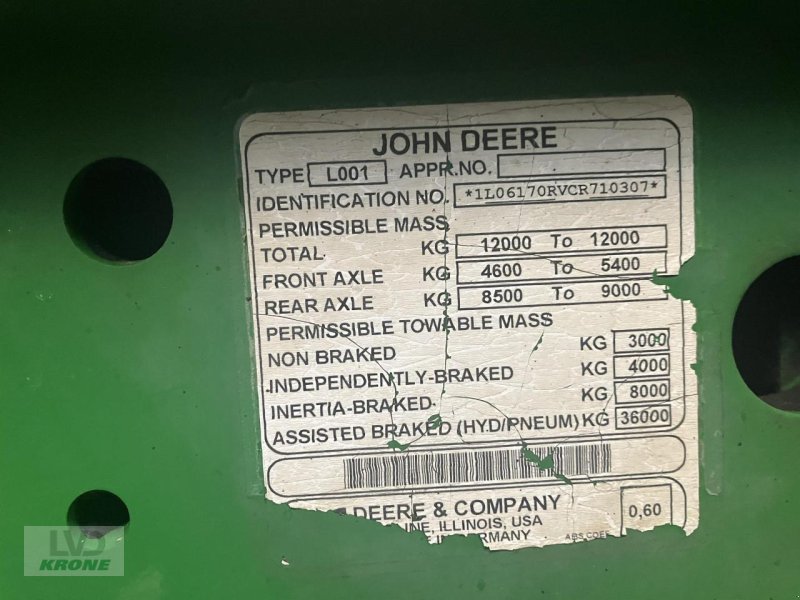 JOHN DEERE
TYPE L001 APPR.NO.
IDENTIFICATION NO. *1L06170RVCR710307*
PERMISSIBLE MASS
TOTAL KG 12000 To 12000
FRONT AXLE KG 4600 To 5400
REAR AXLE KG 8500 To 9000
PERMISSIBLE TOWABLE MASS
NON BRAKED KG 3000
INDEPENDENTLY-BRAKED KG 4000
INERTIA-BRAKED KG 8000
ASSISTED BRAKED (HYD/PNEUM) KG 36000
DEERE & COMPANY
INE, ILLINOIS, USA 0,60
IN GERMANY ABS.COEF
LVD
KRONE